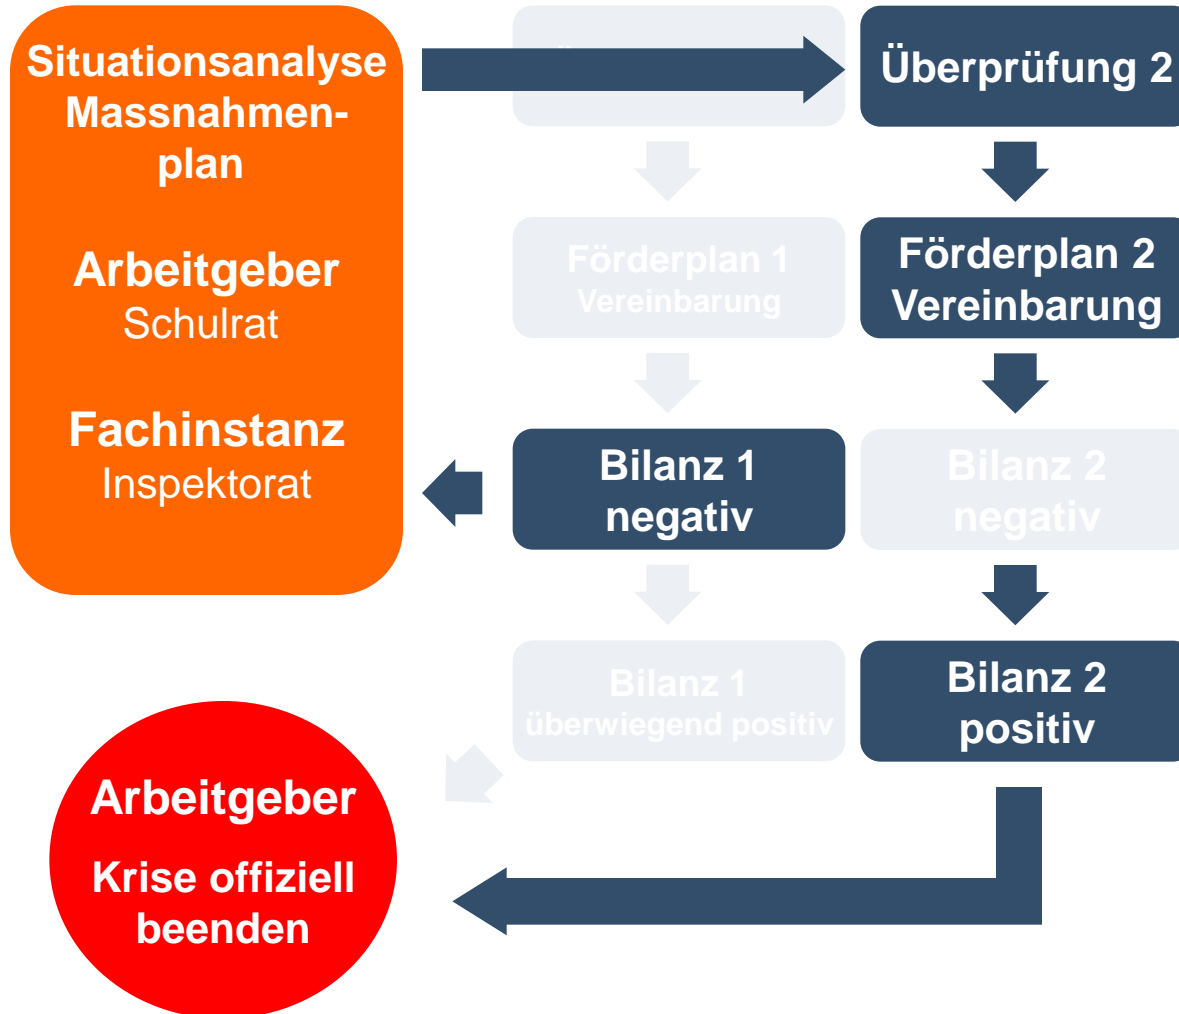 Situationsanalyse
Massnahmen-
plan
Arbeitgeber
Schulrat
Fachinstanz
Inspektorat
Überprüfung 2
Förderplan 1
Vereinbarung
Förderplan 2
Vereinbarung
Bilanz 1
negativ
Bilanz 2
negativ
Bilanz 1
überwiegend positiv
Bilanz 2
positiv
Arbeitgeber
Krise offiziell
beenden